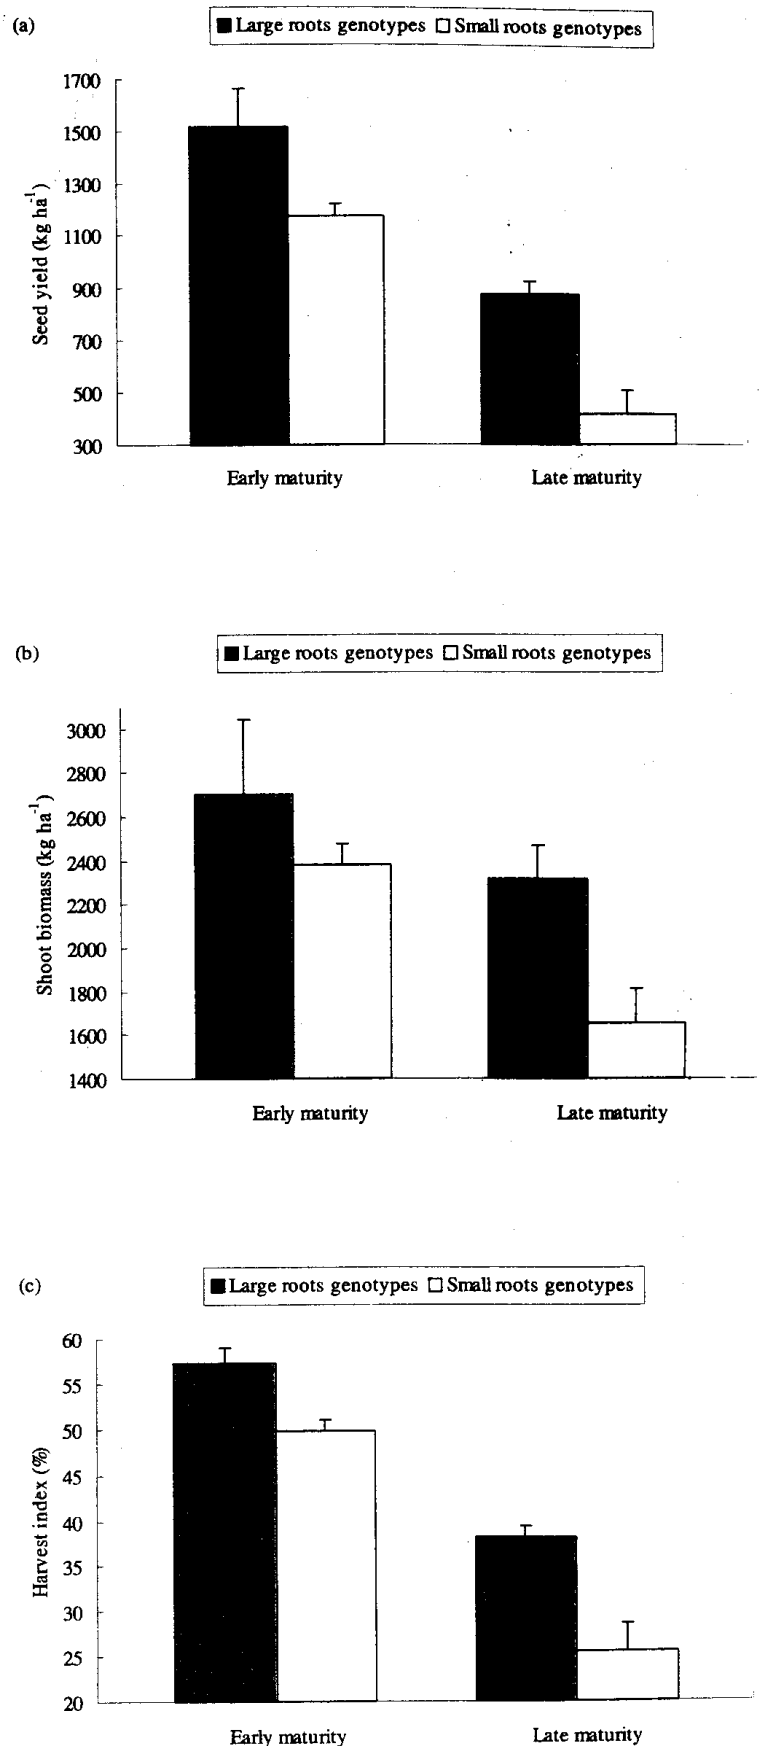 (a)
■ Large roots genotypes □ Small roots genotypes
1700
1500
1300
1100
900
700
500
300
Seed yield (kg ha⁻¹)
Early maturity Late maturity
(b)
■ Large roots genotypes □ Small roots genotypes
3000
2800
2600
2400
2200
2000
1800
1600
1400
Shoot biomass (kg ha⁻¹)
Early maturity Late maturity
(c)
■ Large roots genotypes □ Small roots genotypes
60
55
50
45
40
35
30
25
20
Harvest index (%)
Early maturity Late maturity